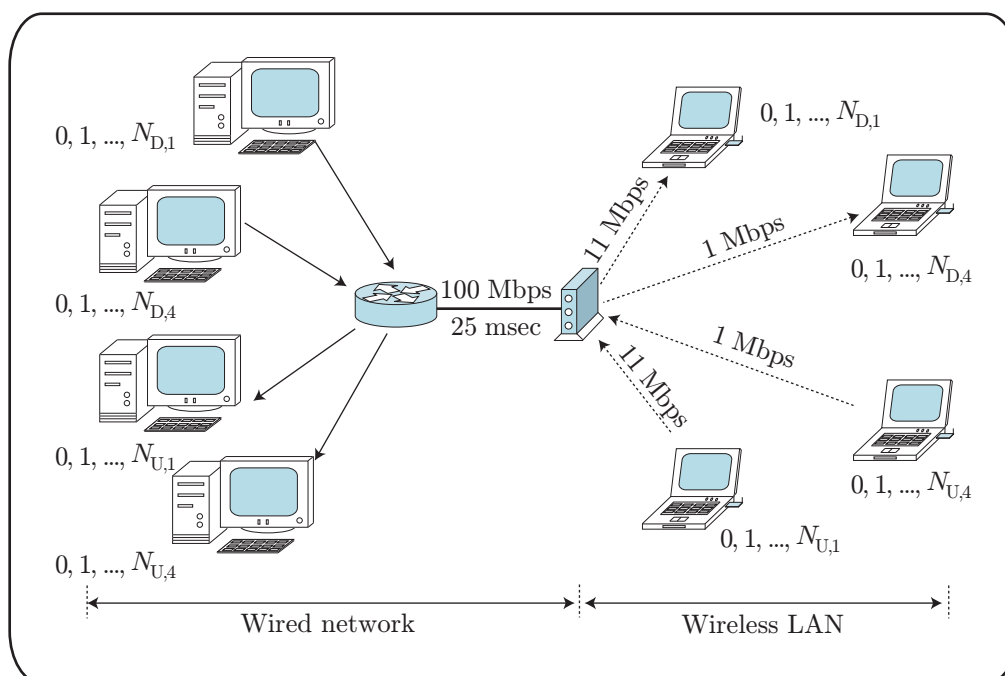 0, 1, ..., N_D,1
0, 1, ..., N_D,4
0, 1, ..., N_U,1
0, 1, ..., N_U,4
100 Mbps
25 msec
11 Mbps
1 Mbps
1 Mbps
11 Mbps
0, 1, ..., N_D,1
0, 1, ..., N_D,4
0, 1, ..., N_U,4
0, 1, ..., N_U,1
Wired network
Wireless LAN